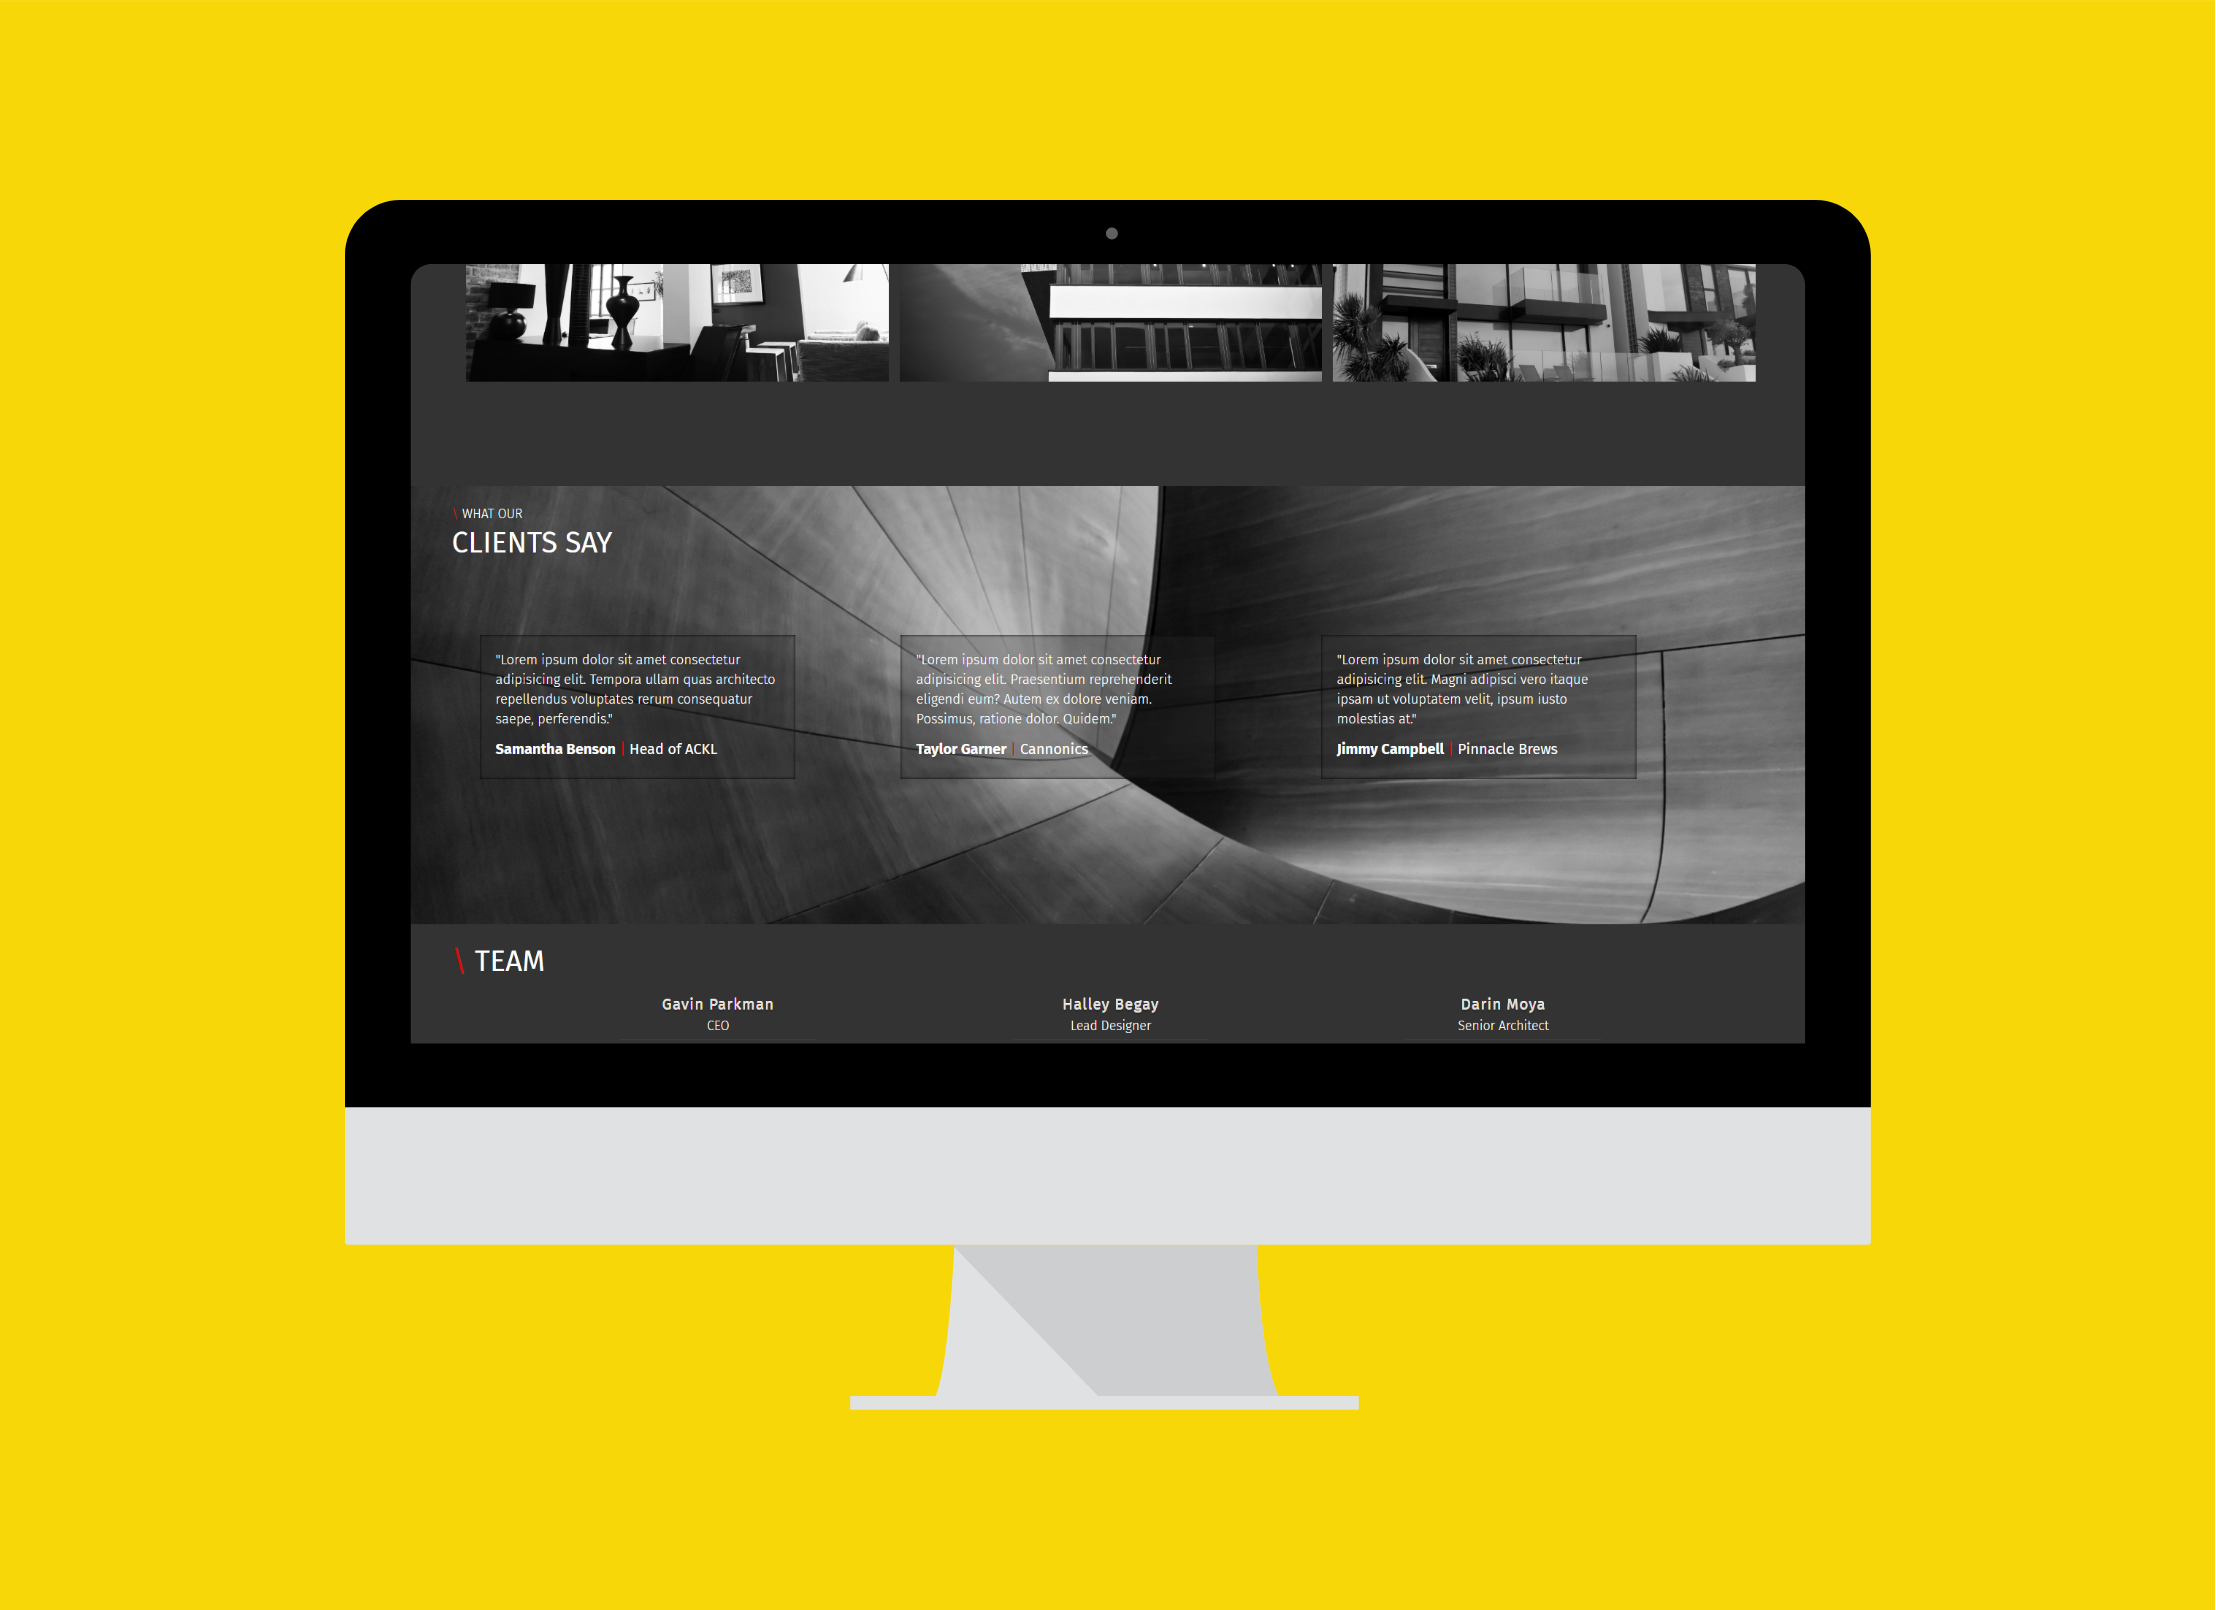 \ WHAT OUR
CLIENTS SAY
"Lorem ipsum dolor sit amet consectetur
adipisicing elit. Tempora ullam quas architecto
repellendus voluptates rerum consequatur
saepe, perferendis."
Samantha Benson | Head of ACKL
"Lorem ipsum dolor sit amet consectetur
adipisicing elit. Praesentium reprehenderit
eligendi eum? Autem ex dolore veniam.
Possimus, ratione dolor. Quidem."
Taylor Garner | Cannonics
"Lorem ipsum dolor sit amet consectetur
adipisicing elit. Magni adipisci vero itaque
ipsam ut voluptatem velit, ipsum iusto
molestias at."
Jimmy Campbell | Pinnacle Brews
\ TEAM
Gavin Parkman
CEO
Halley Begay
Lead Designer
Darin Moya
Senior Architect